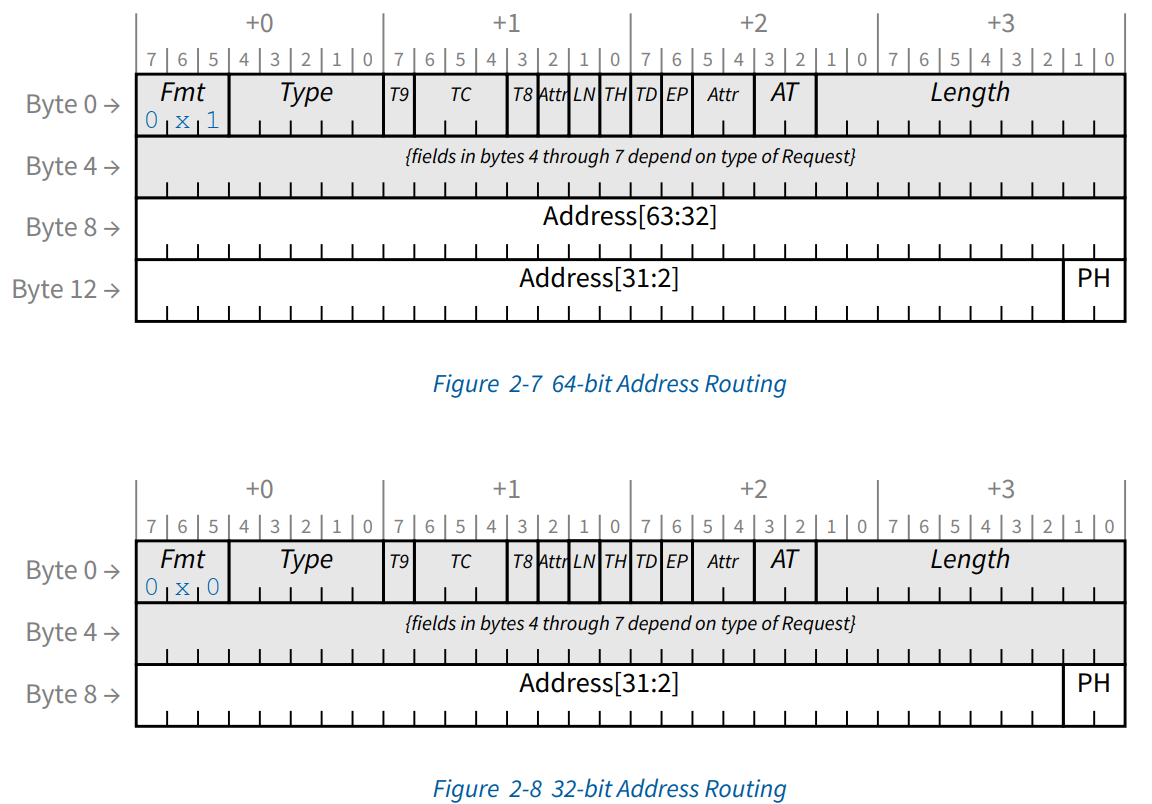 +0 +1 +2 +3
7 6 5 4 3 2 1 0 7 6 5 4 3 2 1 0 7 6 5 4 3 2 1 0 7 6 5 4 3 2 1 0
Byte 0 → Fmt Type T9 TC T8 Attr LN TH TD EP Attr AT Length
0 x 1
Byte 4 → {fields in bytes 4 through 7 depend on type of Request}
Byte 8 → Address[63:32]
Byte 12 → Address[31:2] PH
Figure 2-7 64-bit Address Routing
+0 +1 +2 +3
7 6 5 4 3 2 1 0 7 6 5 4 3 2 1 0 7 6 5 4 3 2 1 0 7 6 5 4 3 2 1 0
Byte 0 → Fmt Type T9 TC T8 Attr LN TH TD EP Attr AT Length
0 x 0
Byte 4 → {fields in bytes 4 through 7 depend on type of Request}
Byte 8 → Address[31:2] PH
Figure 2-8 32-bit Address Routing